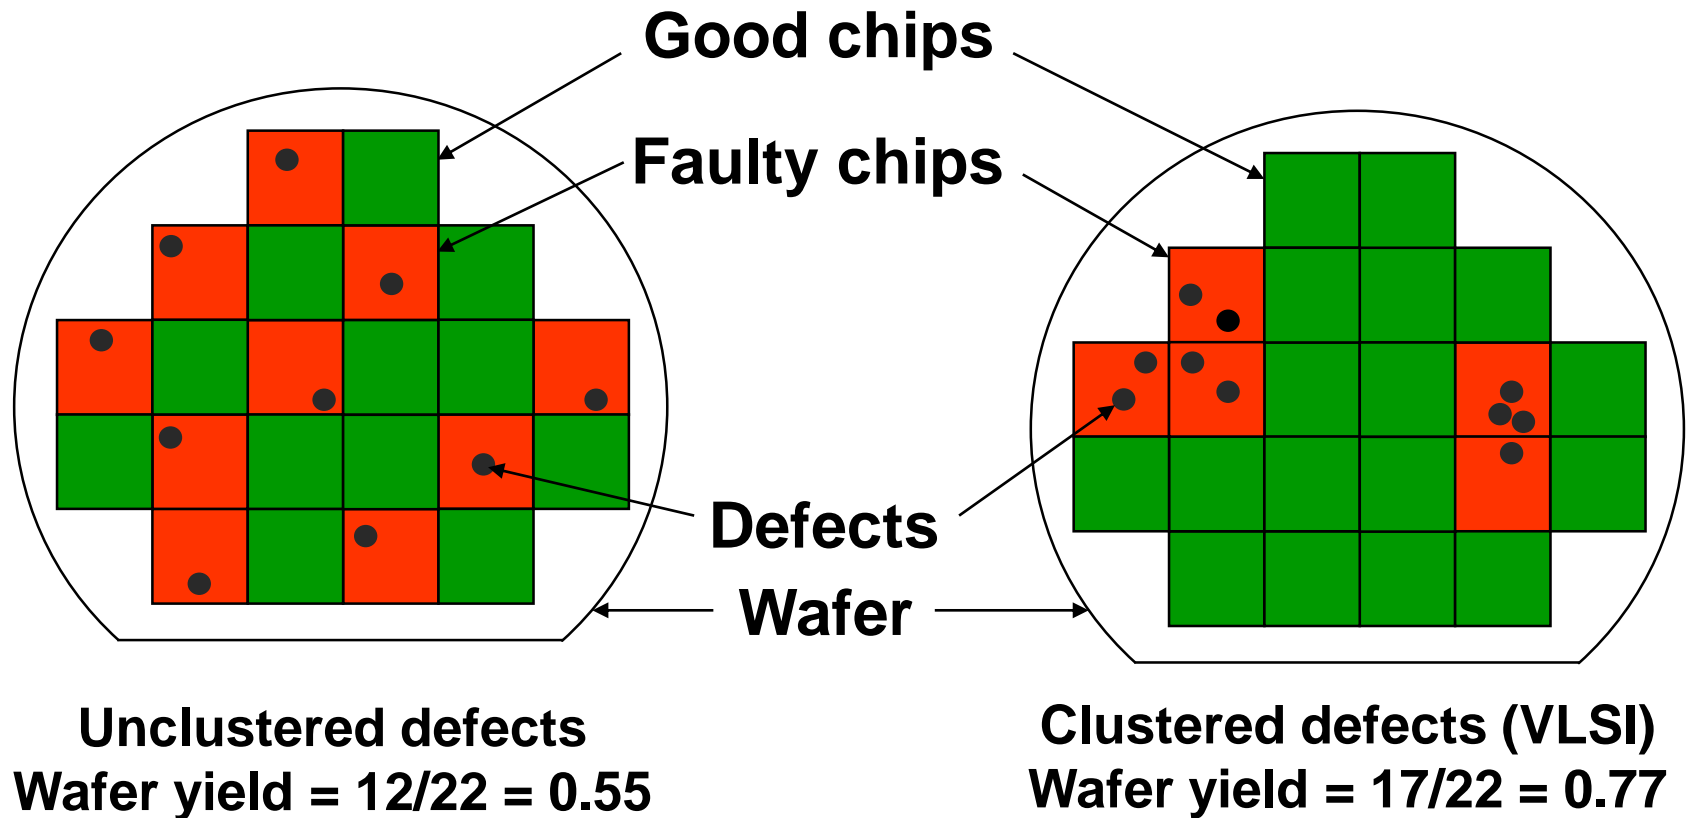 Good chips
Faulty chips
Defects
Wafer
Unclustered defects
Wafer yield = 12/22 = 0.55
Clustered defects (VLSI)
Wafer yield = 17/22 = 0.77